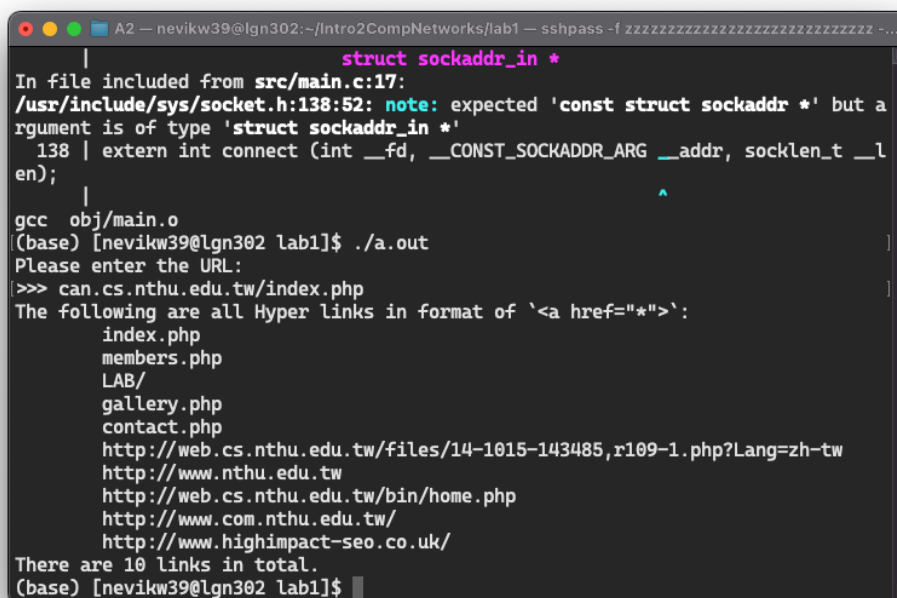 A2 — nevikw39@lgn302:~/Intro2CompNetworks/lab1 — sshpass -f zzzzzzzzzzzzzzzzzzzzzzzzzzzz -...
| struct sockaddr_in *
In file included from src/main.c:17:
/usr/include/sys/socket.h:138:52: note: expected 'const struct sockaddr *' but a
rgument is of type 'struct sockaddr_in *'
138 | extern int connect (int __fd, __CONST_SOCKADDR_ARG __addr, socklen_t __l
en);
| ^
gcc  obj/main.o
[(base) [nevikw39@lgn302 lab1]$ ./a.out ]
Please enter the URL:
[>>> can.cs.nthu.edu.tw/index.php ]
The following are all Hyper links in format of `<a href="*">`:
index.php
members.php
LAB/
gallery.php
contact.php
http://web.cs.nthu.edu.tw/files/14-1015-143485,r109-1.php?Lang=zh-tw
http://www.nthu.edu.tw
http://web.cs.nthu.edu.tw/bin/home.php
http://www.com.nthu.edu.tw/
http://www.highimpact-seo.co.uk/
There are 10 links in total.
(base) [nevikw39@lgn302 lab1]$